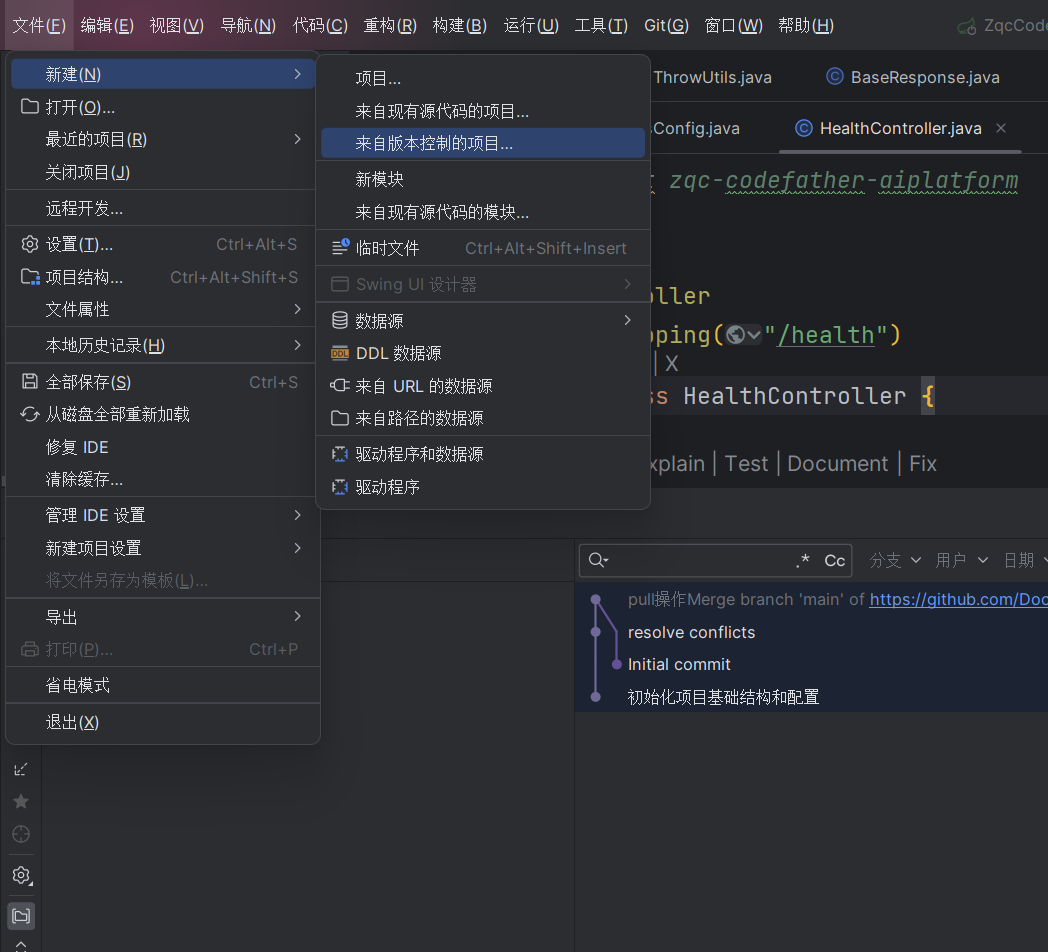 文件(F) 编辑(E) 视图(V) 导航(N) 代码(C) 重构(R) 构建(B) 运行(U) 工具(T) Git(G) 窗口(W) 帮助(H) ZqcCode
新建(N)
打开(O)...
最近的项目(R)
关闭项目(J)
远程开发...
设置(T)... Ctrl+Alt+S
项目结构... Ctrl+Alt+Shift+S
文件属性
本地历史记录(H)
全部保存(S) Ctrl+S
从磁盘全部重新加载
修复 IDE
清除缓存...
管理 IDE 设置
新建项目设置
将文件另存为模板(L)...
导出
打印(P)... Ctrl+P
省电模式
退出(X)
项目...
来自现有源代码的项目...
来自版本控制的项目...
新模块
来自现有源代码的模块...
临时文件 Ctrl+Alt+Shift+Insert
Swing UI 设计器
数据源
DDL 数据源
来自 URL 的数据源
来自路径的数据源
驱动程序和数据源
驱动程序
ThrowUtils.java BaseResponse.java
sConfig.java HealthController.java
zqc-codefather-aiplatform
oller
pping("/health")
| X
ss HealthController {
xplain | Test | Document | Fix
.* Cc 分支 用户 日期
pull操作Merge branch 'main' of https://github.com/Doc
resolve conflicts
Initial commit
初始化项目基础结构和配置